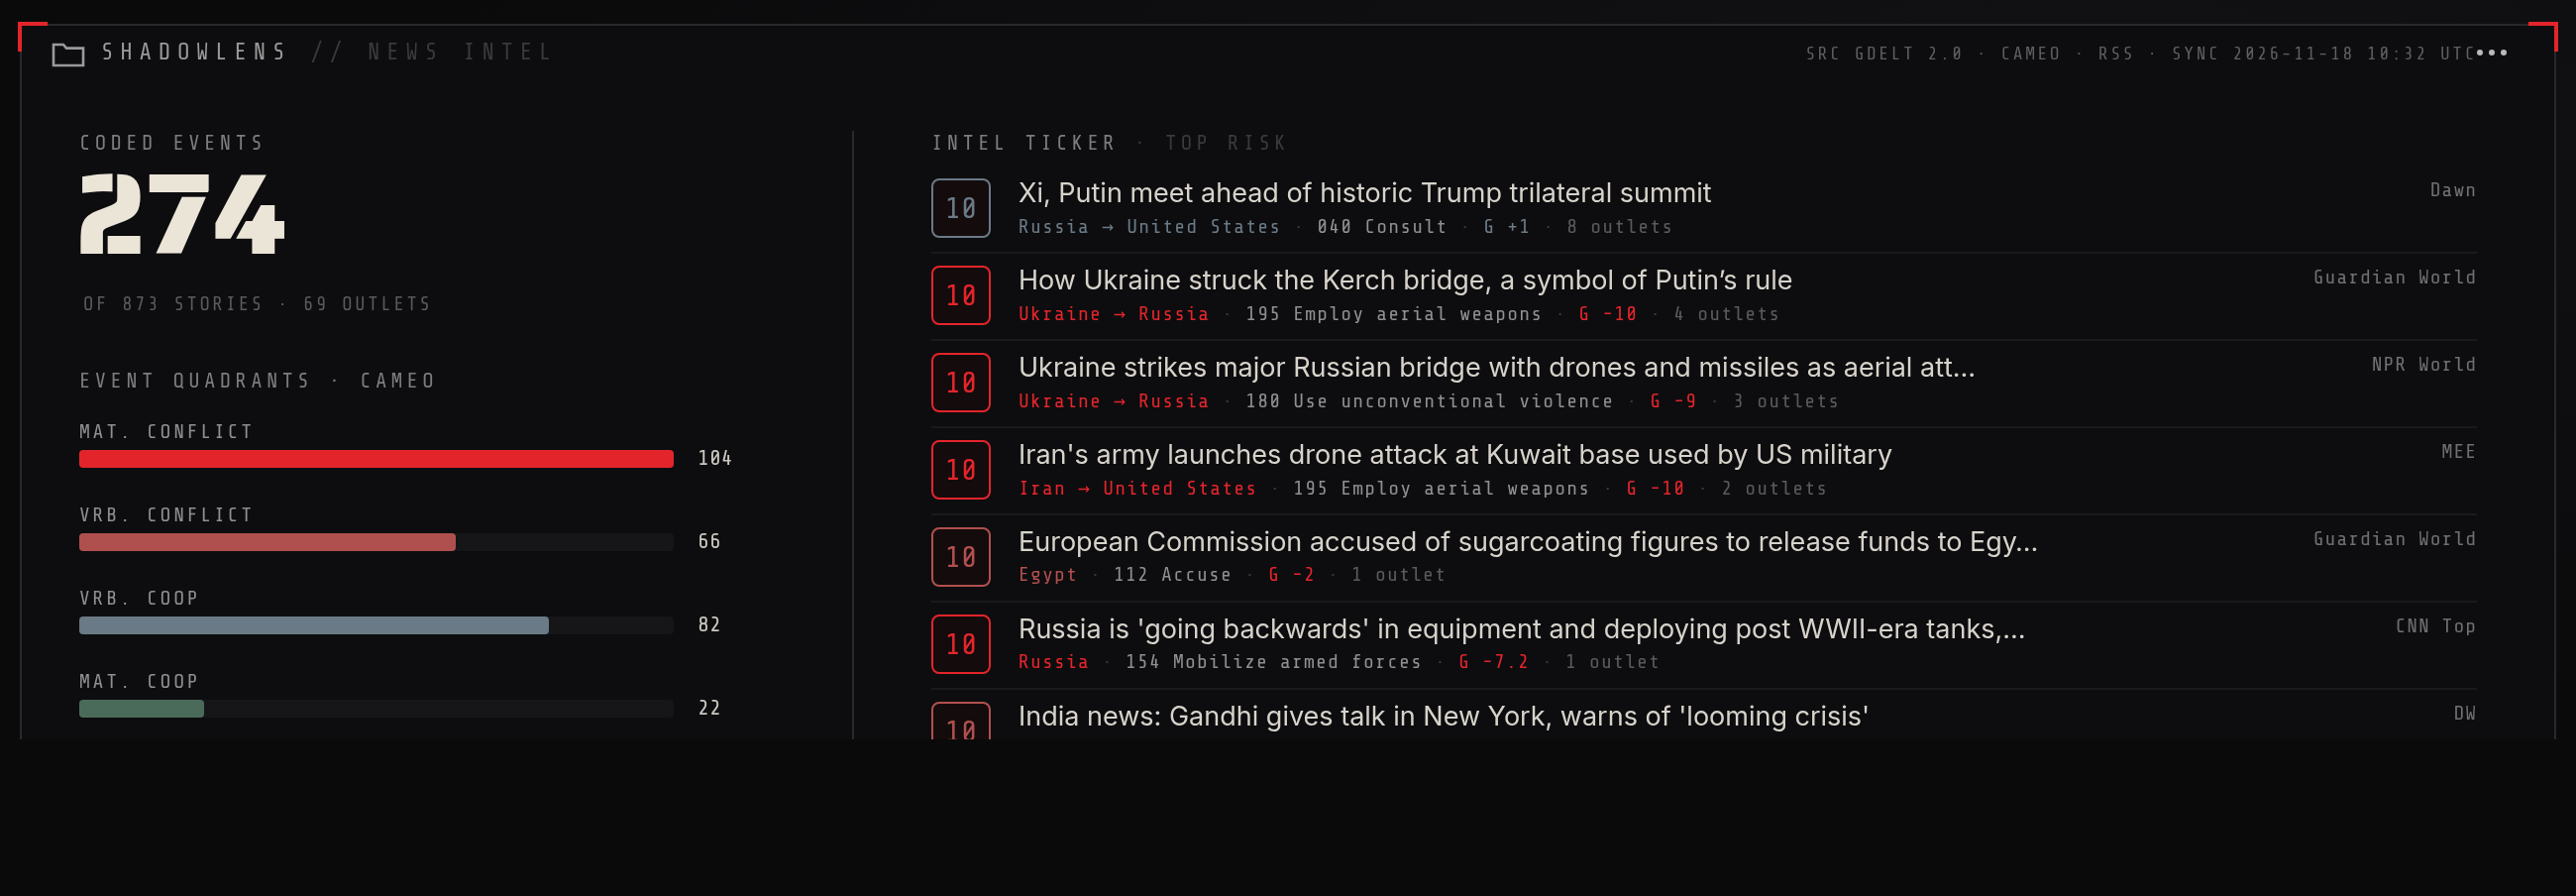 SHADOWLENS // NEWS INTEL
SRC GDELT 2.0 · CAMEO · RSS · SYNC 2026-11-18 10:32 UTC
CODED EVENTS
274
OF 873 STORIES · 69 OUTLETS
EVENT QUADRANTS · CAMEO
MAT. CONFLICT
104
VRB. CONFLICT
66
VRB. COOP
82
MAT. COOP
22
INTEL TICKER · TOP RISK
10
Xi, Putin meet ahead of historic Trump trilateral summit
Dawn
Russia → United States · 040 Consult · G +1 · 8 outlets
10
How Ukraine struck the Kerch bridge, a symbol of Putin’s rule
Guardian World
Ukraine → Russia · 195 Employ aerial weapons · G -10 · 4 outlets
10
Ukraine strikes major Russian bridge with drones and missiles as aerial att...
NPR World
Ukraine → Russia · 180 Use unconventional violence · G -9 · 3 outlets
10
Iran's army launches drone attack at Kuwait base used by US military
MEE
Iran → United States · 195 Employ aerial weapons · G -10 · 2 outlets
10
European Commission accused of sugarcoating figures to release funds to Egy...
Guardian World
Egypt · 112 Accuse · G -2 · 1 outlet
10
Russia is 'going backwards' in equipment and deploying post WWII-era tanks,...
CNN Top
Russia · 154 Mobilize armed forces · G -7.2 · 1 outlet
10
India news: Gandhi gives talk in New York, warns of 'looming crisis'
DW